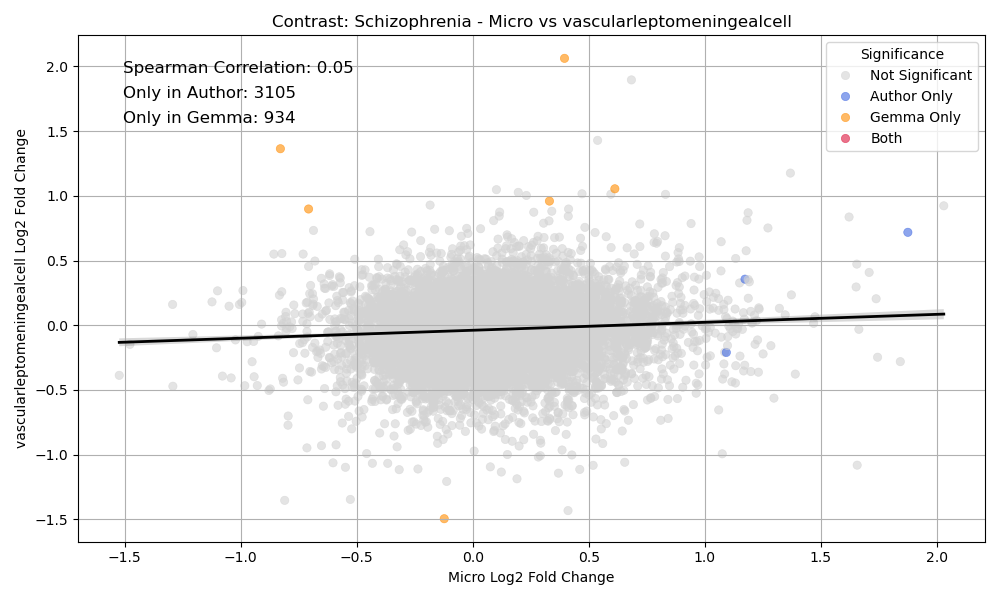 Contrast: Schizophrenia - Micro vs vascularleptomeningealcell
Spearman Correlation: 0.05
Only in Author: 3105
Only in Gemma: 934
Significance
Not Significant
Author Only
Gemma Only
Both
vascularleptomeningealcell Log2 Fold Change
2.0
1.5
1.0
0.5
0.0
−0.5
−1.0
−1.5
−1.5 −1.0 −0.5 0.0 0.5 1.0 1.5 2.0
Micro Log2 Fold Change